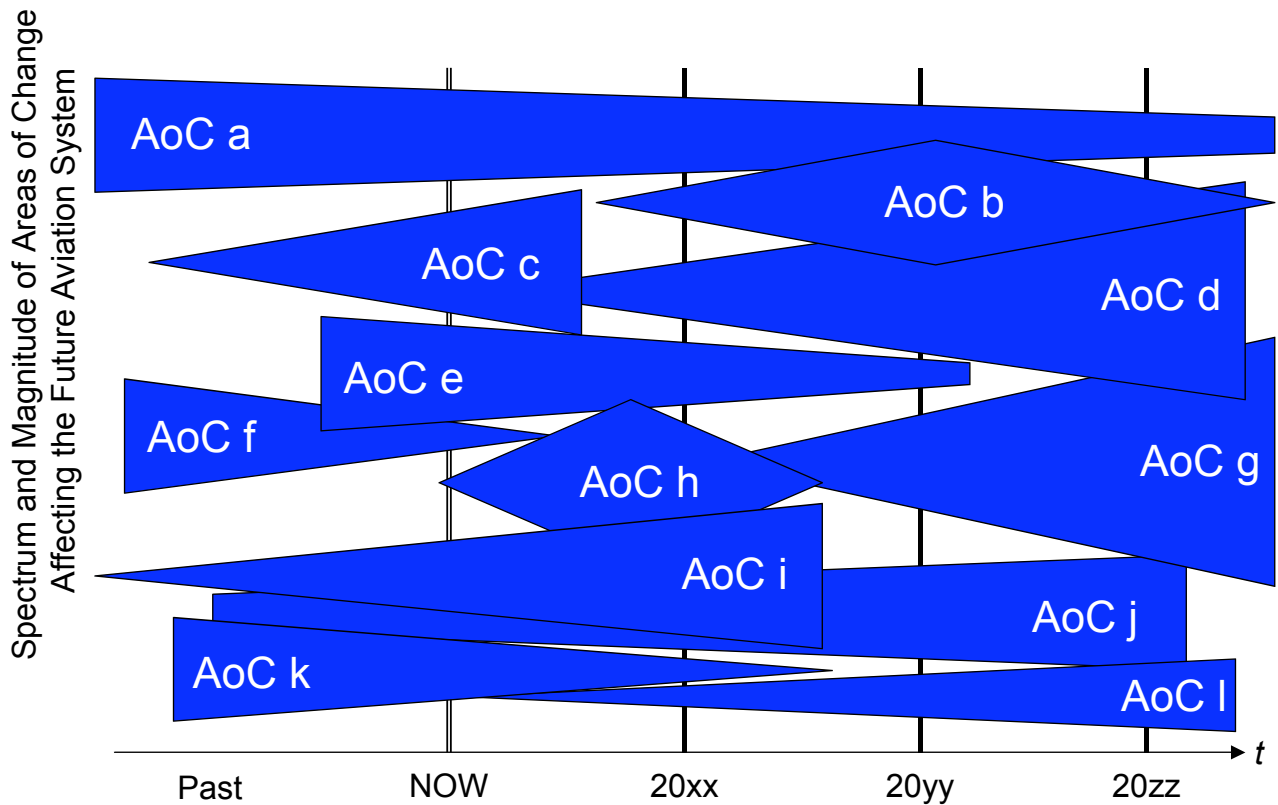 Spectrum and Magnitude of Areas of Change
Affecting the Future Aviation System
AoC a
AoC b
AoC c
AoC d
AoC e
AoC f
AoC g
AoC h
AoC i
AoC j
AoC k
AoC l
t
Past
NOW
20xx
20yy
20zz